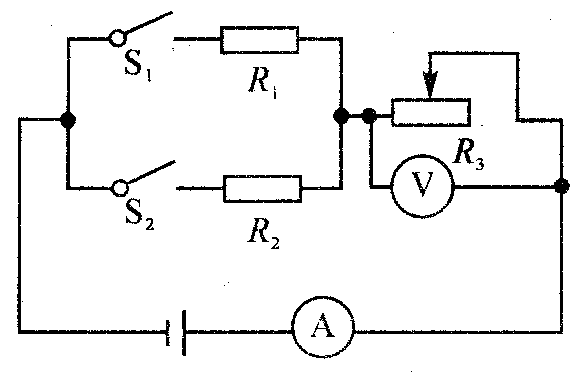 S₁
R₁
R₃
V
S₂
R₂
A